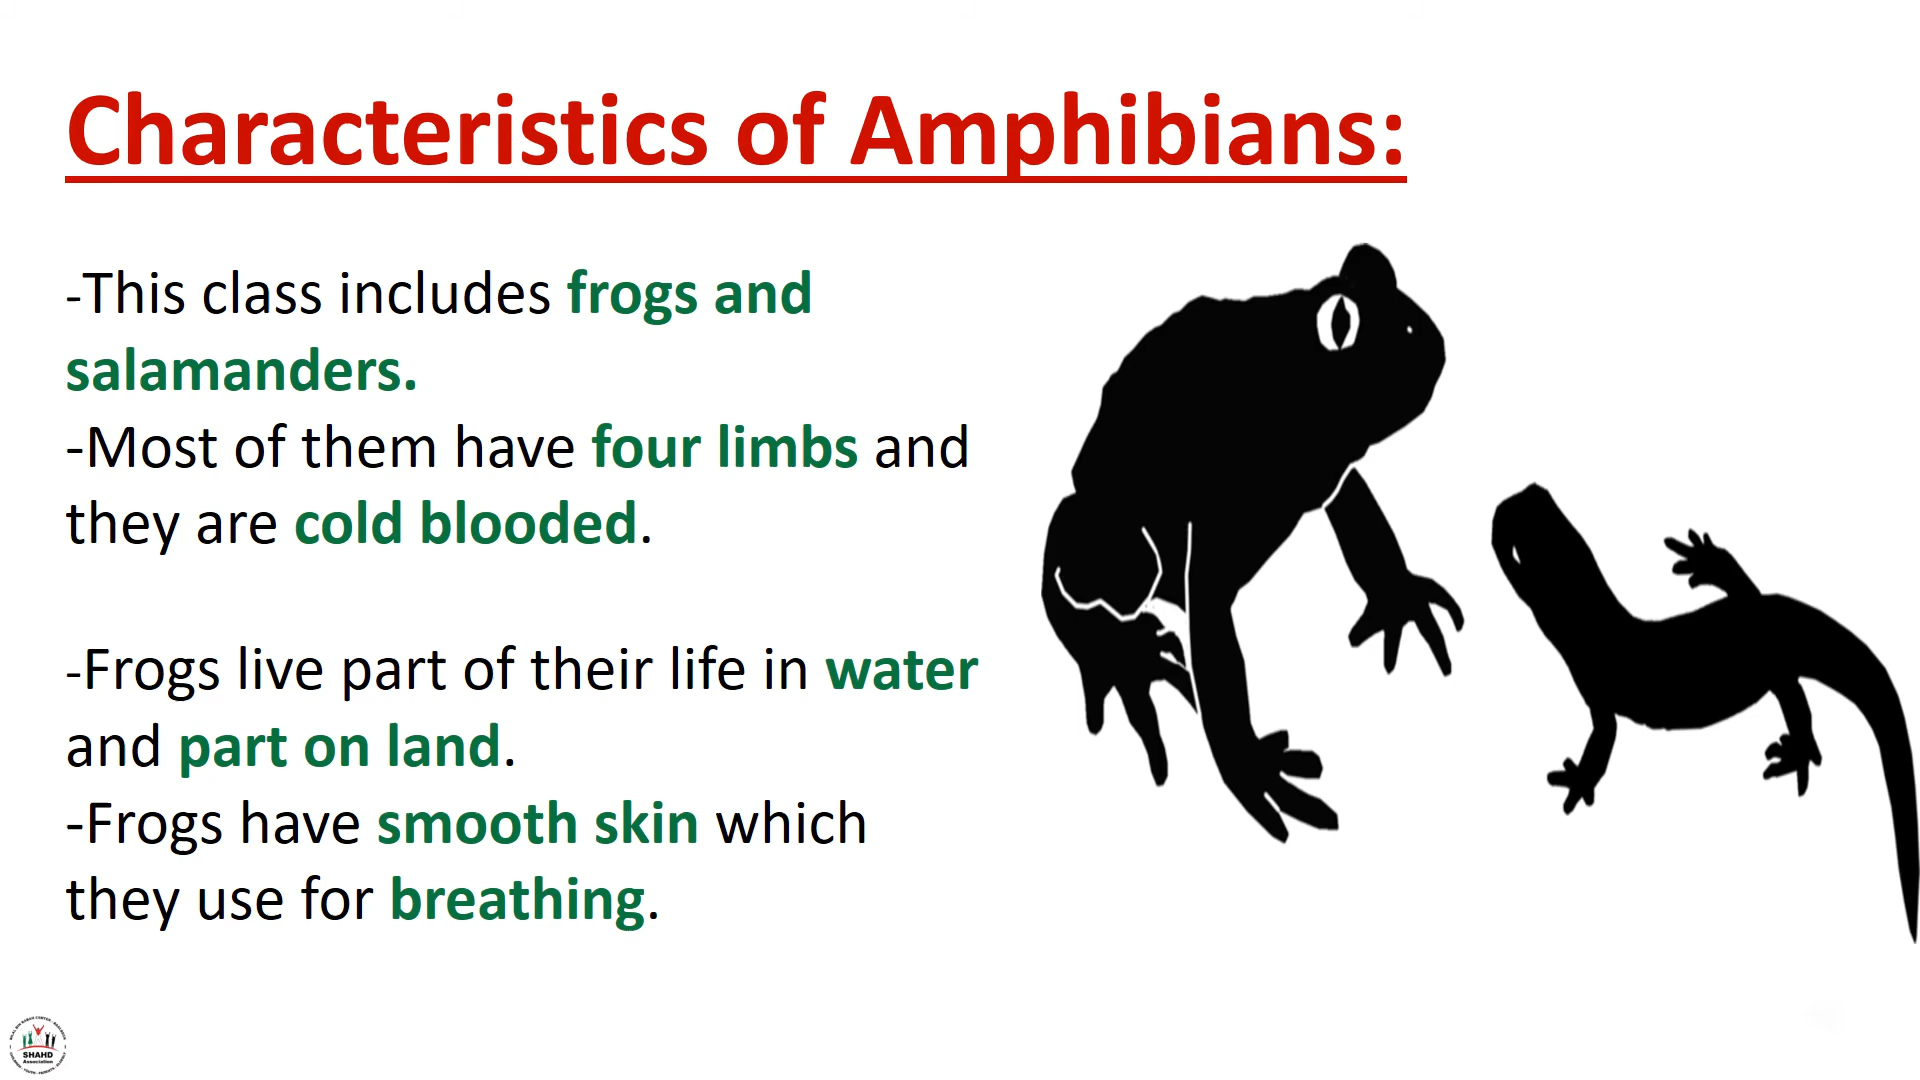 Characteristics of Amphibians:
-This class includes frogs and
salamanders.
-Most of them have four limbs and
they are cold blooded.
-Frogs live part of their life in water
and part on land.
-Frogs have smooth skin which
they use for breathing.
SHAHD
Association